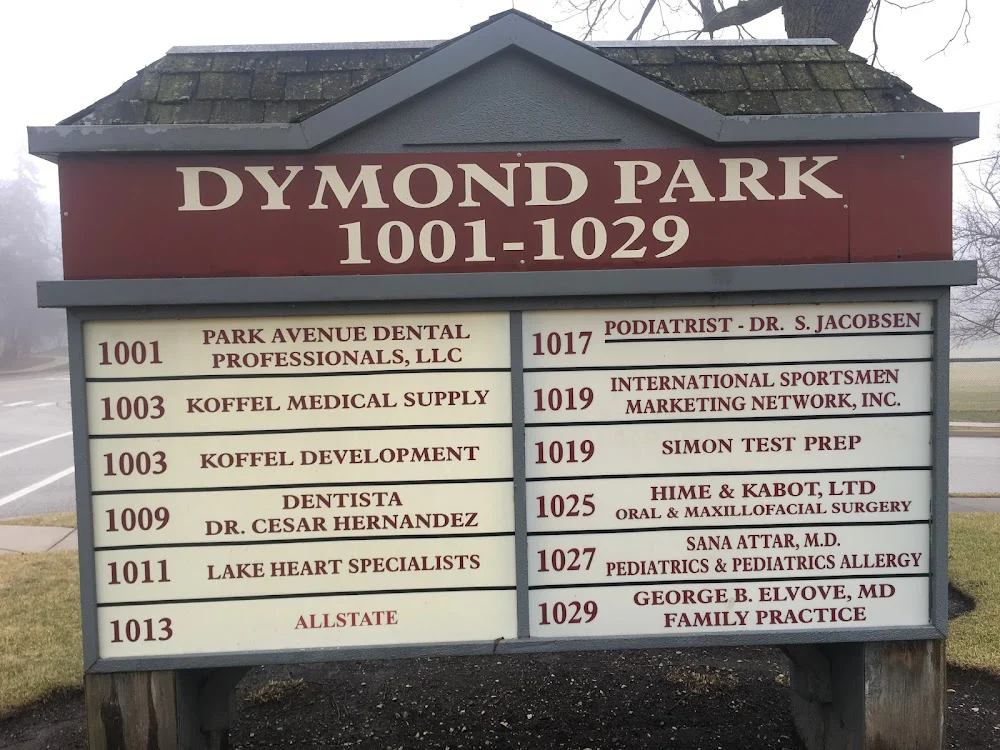 DYMOND PARK
1001-1029
1001 PARK AVENUE DENTAL
PROFESSIONALS, LLC
1003 KOFFEL MEDICAL SUPPLY
1003 KOFFEL DEVELOPMENT
1009 DENTISTA
DR. CESAR HERNANDEZ
1011 LAKE HEART SPECIALISTS
1013 ALLSTATE
1017 PODIATRIST - DR. S. JACOBSEN
1019 INTERNATIONAL SPORTSMEN
MARKETING NETWORK, INC.
1019 SIMON TEST PREP
1025 HIME & KABOT, LTD
ORAL & MAXILLOFACIAL SURGERY
1027 SANA ATTAR, M.D.
PEDIATRICS & PEDIATRICS ALLERGY
1029 GEORGE B. ELVOVE, MD
FAMILY PRACTICE